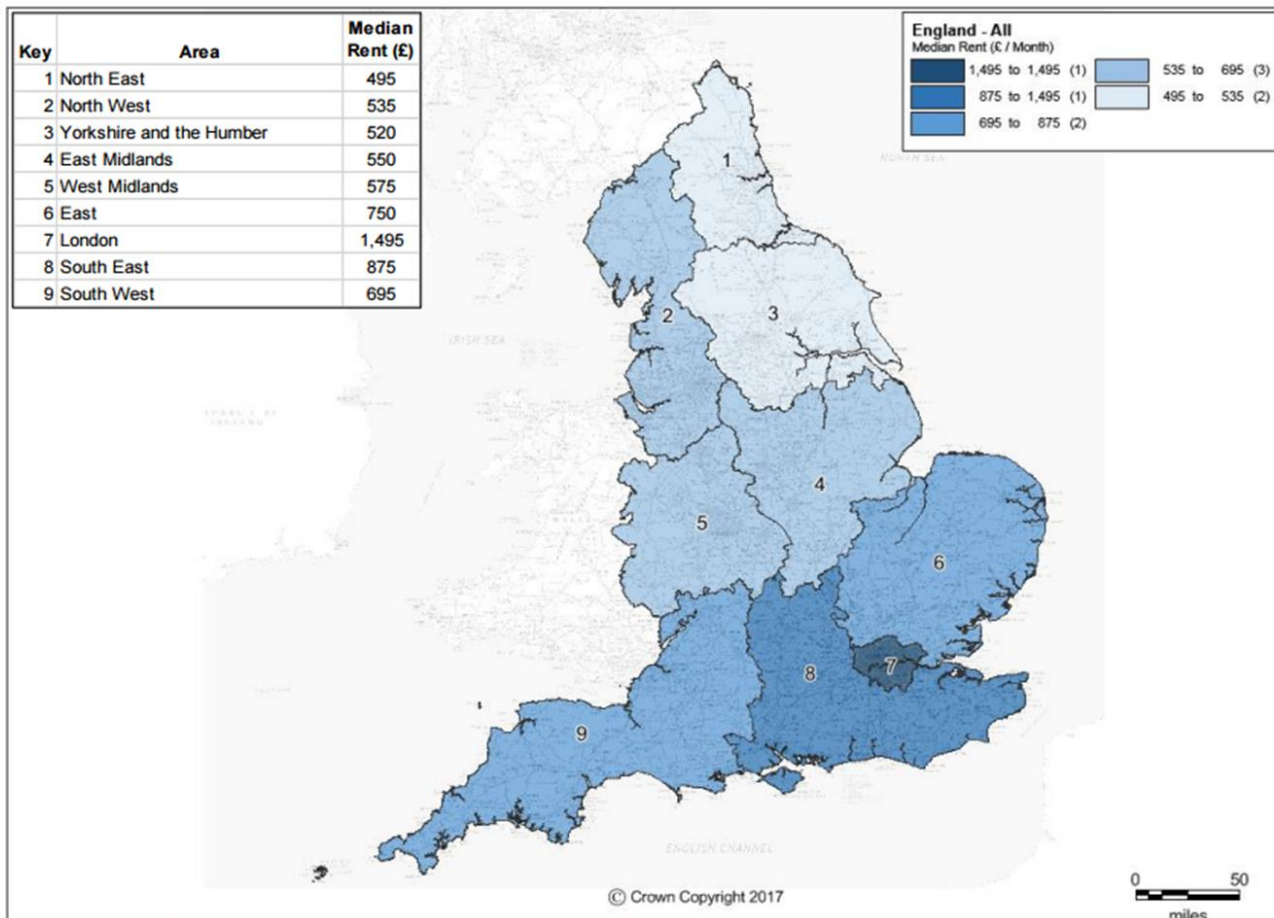 Key Area Median Rent (£)
1 North East 495
2 North West 535
3 Yorkshire and the Humber 520
4 East Midlands 550
5 West Midlands 575
6 East 750
7 London 1,495
8 South East 875
9 South West 695
England - All
Median Rent (£ / Month)
1,495 to 1,495 (1)
875 to 1,495 (1)
695 to 875 (2)
535 to 695 (3)
495 to 535 (2)
NORTH SEA
1
2
3
IRISH SEA
4
5
6
7
8
9
ENGLISH CHANNEL
© Crown Copyright 2017
0 50
miles